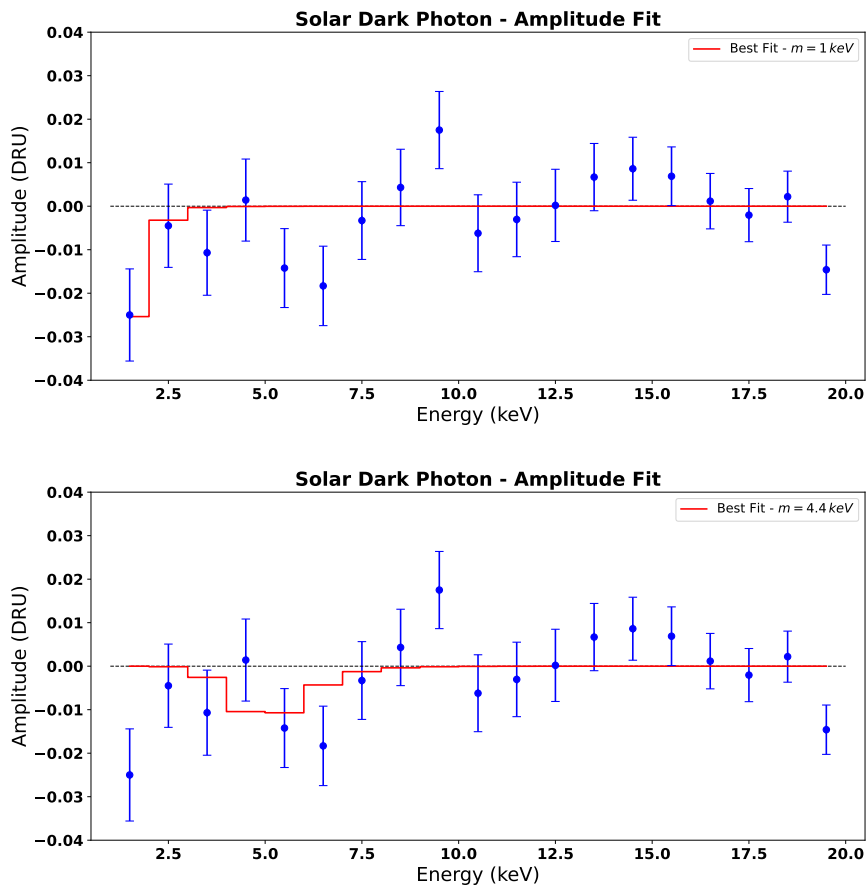 Solar Dark Photon - Amplitude Fit
Best Fit - m = 1 keV
0.04
0.03
0.02
0.01
0.00
−0.01
−0.02
−0.03
−0.04
Amplitude (DRU)
2.5 5.0 7.5 10.0 12.5 15.0 17.5 20.0
Energy (keV)
Solar Dark Photon - Amplitude Fit
Best Fit - m = 4.4 keV
0.04
0.03
0.02
0.01
0.00
−0.01
−0.02
−0.03
−0.04
Amplitude (DRU)
2.5 5.0 7.5 10.0 12.5 15.0 17.5 20.0
Energy (keV)